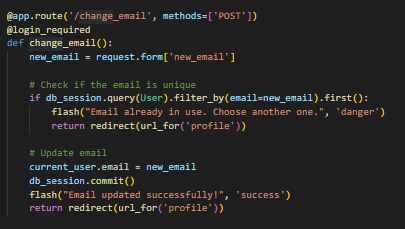 @app.route('/change_email', methods=['POST'])
@login_required
def change_email():
    new_email = request.form['new_email']

    # Check if the email is unique
    if db_session.query(User).filter_by(email=new_email).first():
        flash("Email already in use. Choose another one.", 'danger')
        return redirect(url_for('profile'))

    # Update email
    current_user.email = new_email
    db_session.commit()
    flash("Email updated successfully!", 'success')
    return redirect(url_for('profile'))